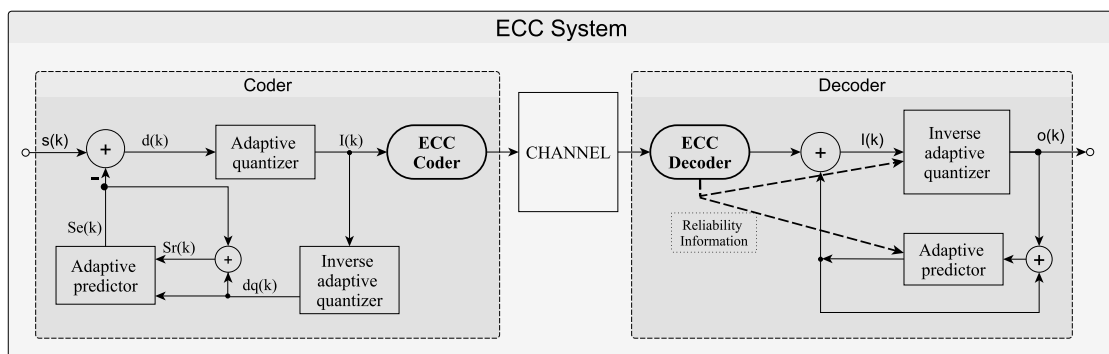 ECC System
Coder
s(k)
+
-
d(k)
Adaptive
quantizer
I(k)
ECC
Coder
Se(k)
Adaptive
predictor
Sr(k)
+
dq(k)
Inverse
adaptive
quantizer
CHANNEL
Decoder
ECC
Decoder
Reliability
Information
+
I(k)
Inverse
adaptive
quantizer
o(k)
Adaptive
predictor
+